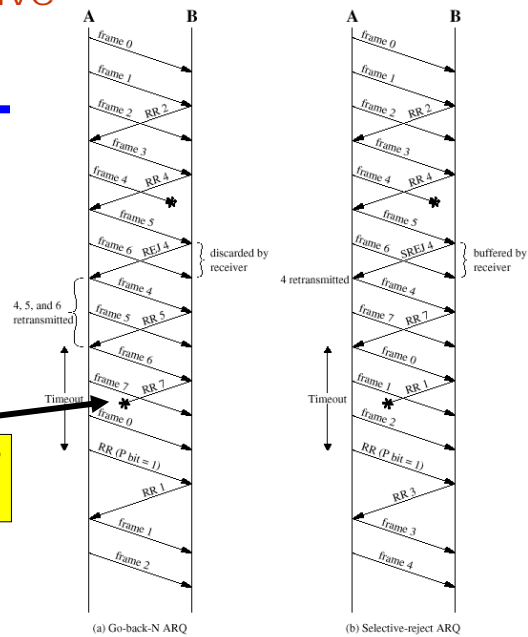 A B
frame 0
frame 1
frame 2
RR 2
frame 3
frame 4
RR 4
frame 5
frame 6
REJ 4
discarded by
receiver
frame 4
4, 5, and 6
retransmitted
frame 5
RR 5
frame 6
frame 7
RR 7
Timeout
frame 0
RR (P bit = 1)
RR 1
frame 1
frame 2
(a) Go-back-N ARQ
A B
frame 0
frame 1
frame 2
RR 2
frame 3
frame 4
RR 4
frame 5
frame 6
SREJ 4
buffered by
receiver
4 retransmitted
frame 4
frame 7
RR 7
frame 0
frame 1
RR 1
Timeout
frame 2
RR (P bit = 1)
RR 3
frame 3
frame 4
(b) Selective-reject ARQ